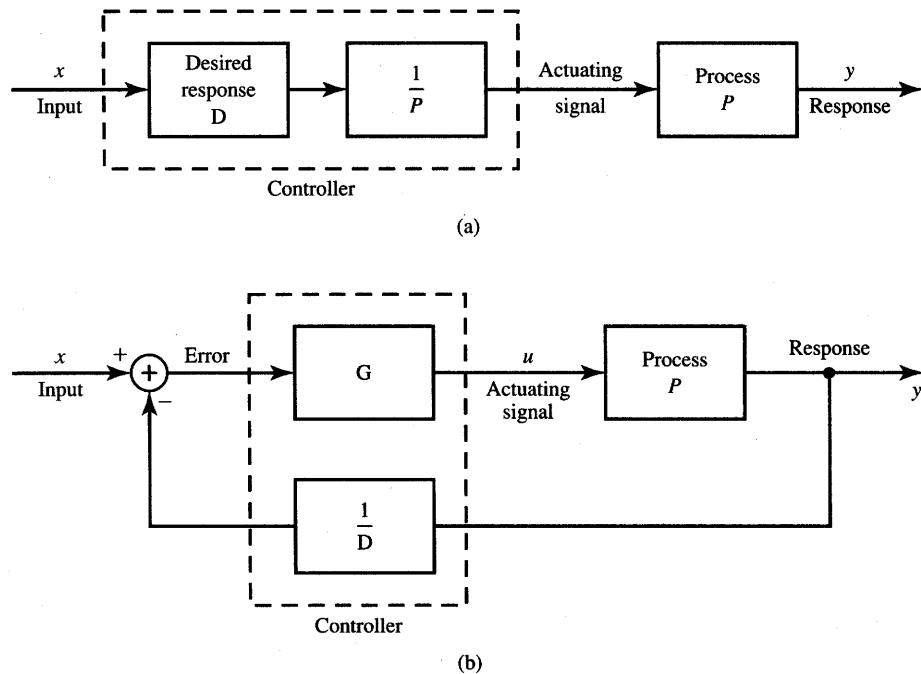 x
Input
Desired
response
D
1
P
Actuating
signal
Process
P
y
Response
Controller
(a)
x
Input
+
+
−
Error
G
u
Actuating
signal
Process
P
Response
y
1
D
Controller
(b)